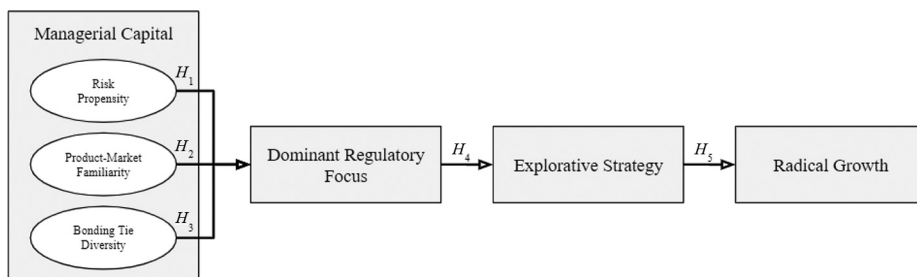 Managerial Capital
Risk
Propensity
H1
Product-Market
Familiarity
H2
Bonding Tie
Diversity
H3
Dominant Regulatory
Focus
H4
Explorative Strategy
H5
Radical Growth